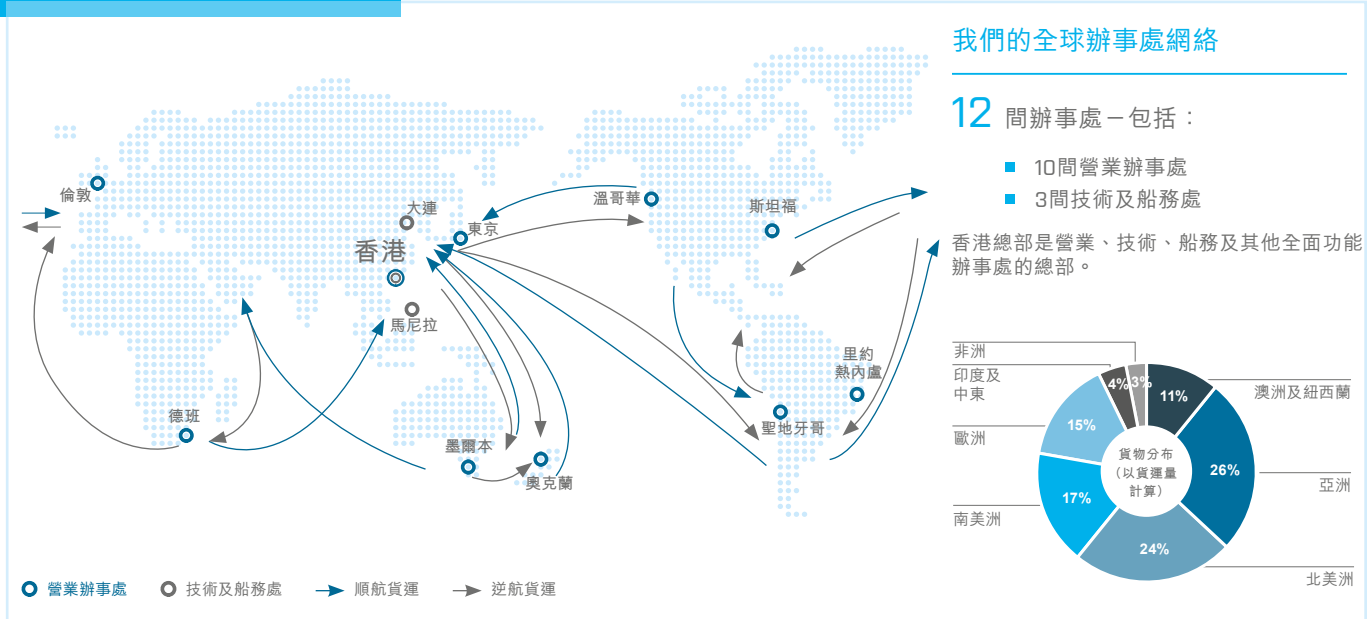 我們的全球辦事處網絡
12 間辦事處－包括：
■ 10間營業辦事處
■ 3間技術及船務處
香港總部是營業、技術、船務及其他全面功能
辦事處的總部。
倫敦
大連
東京
香港
馬尼拉
溫哥華
斯坦福
里約
熱內盧
聖地牙哥
德班
墨爾本
奧克蘭
營業辦事處
技術及船務處
順航貨運
逆航貨運
非洲
印度及
中東
歐洲
南美洲
澳洲及紐西蘭
亞洲
北美洲
4%
3%
11%
15%
26%
17%
24%
貨物分布
（以貨運量
計算）